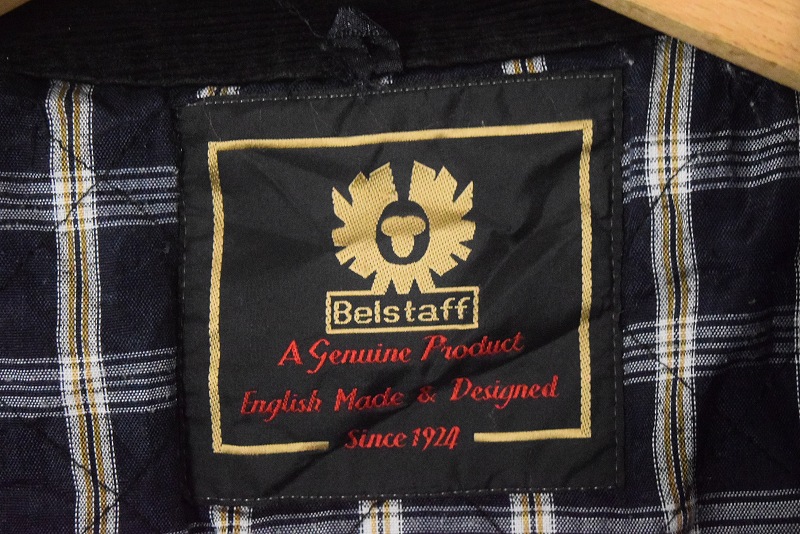 Belstaff
A Genuine Product
English Made & Designed
Since 1924